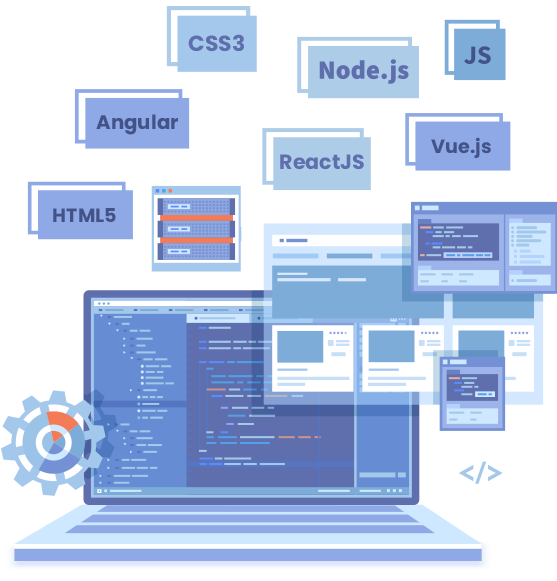 CSS3
Node.js
JS
Angular
Vue.js
ReactJS
HTML5
</>